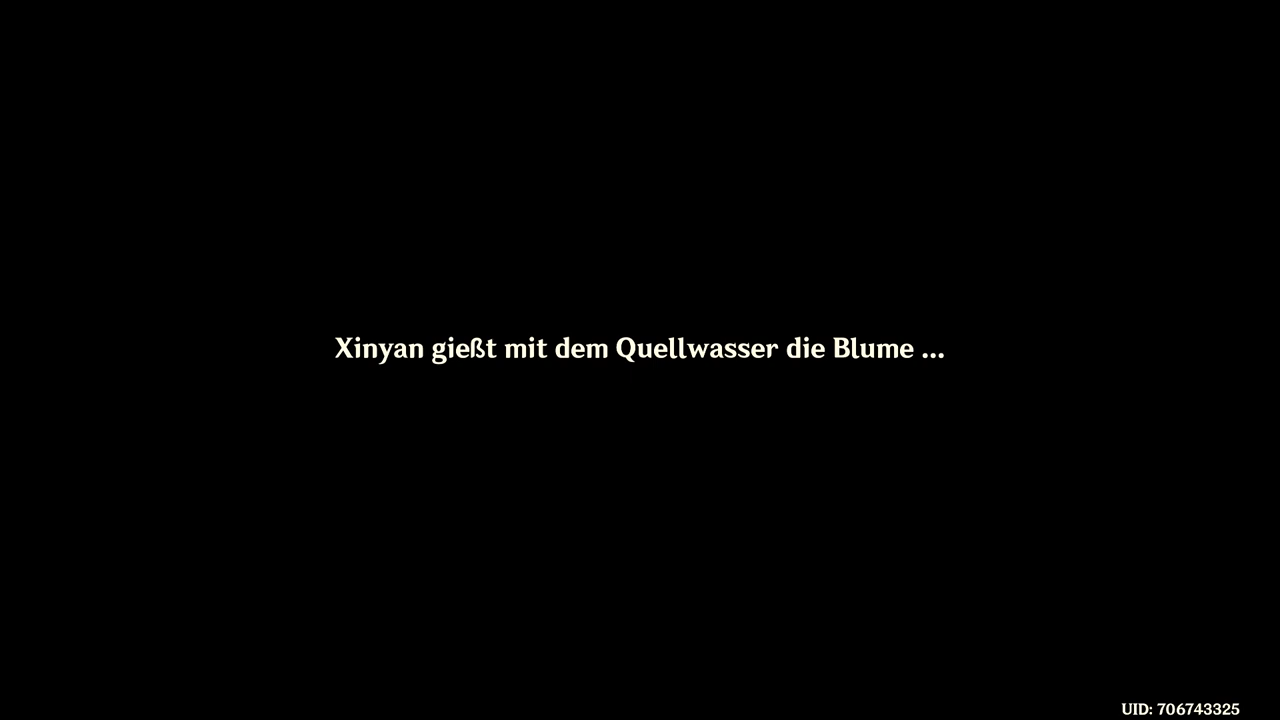 Xinyan gießt mit dem Quellwasser die Blume ...
UID: 706743325